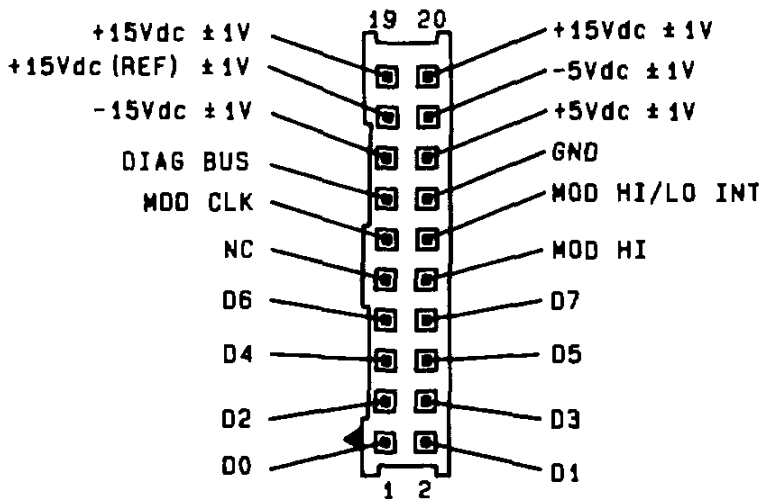 19 20
+15Vdc ± 1V
+15Vdc ± 1V
+15Vdc (REF) ± 1V
-5Vdc ± 1V
-15Vdc ± 1V
+5Vdc ± 1V
DIAG BUS
GND
MOD CLK
MOD HI/LO INT
NC
MOD HI
D6
D7
D4
D5
D2
D3
D0
D1
1 2